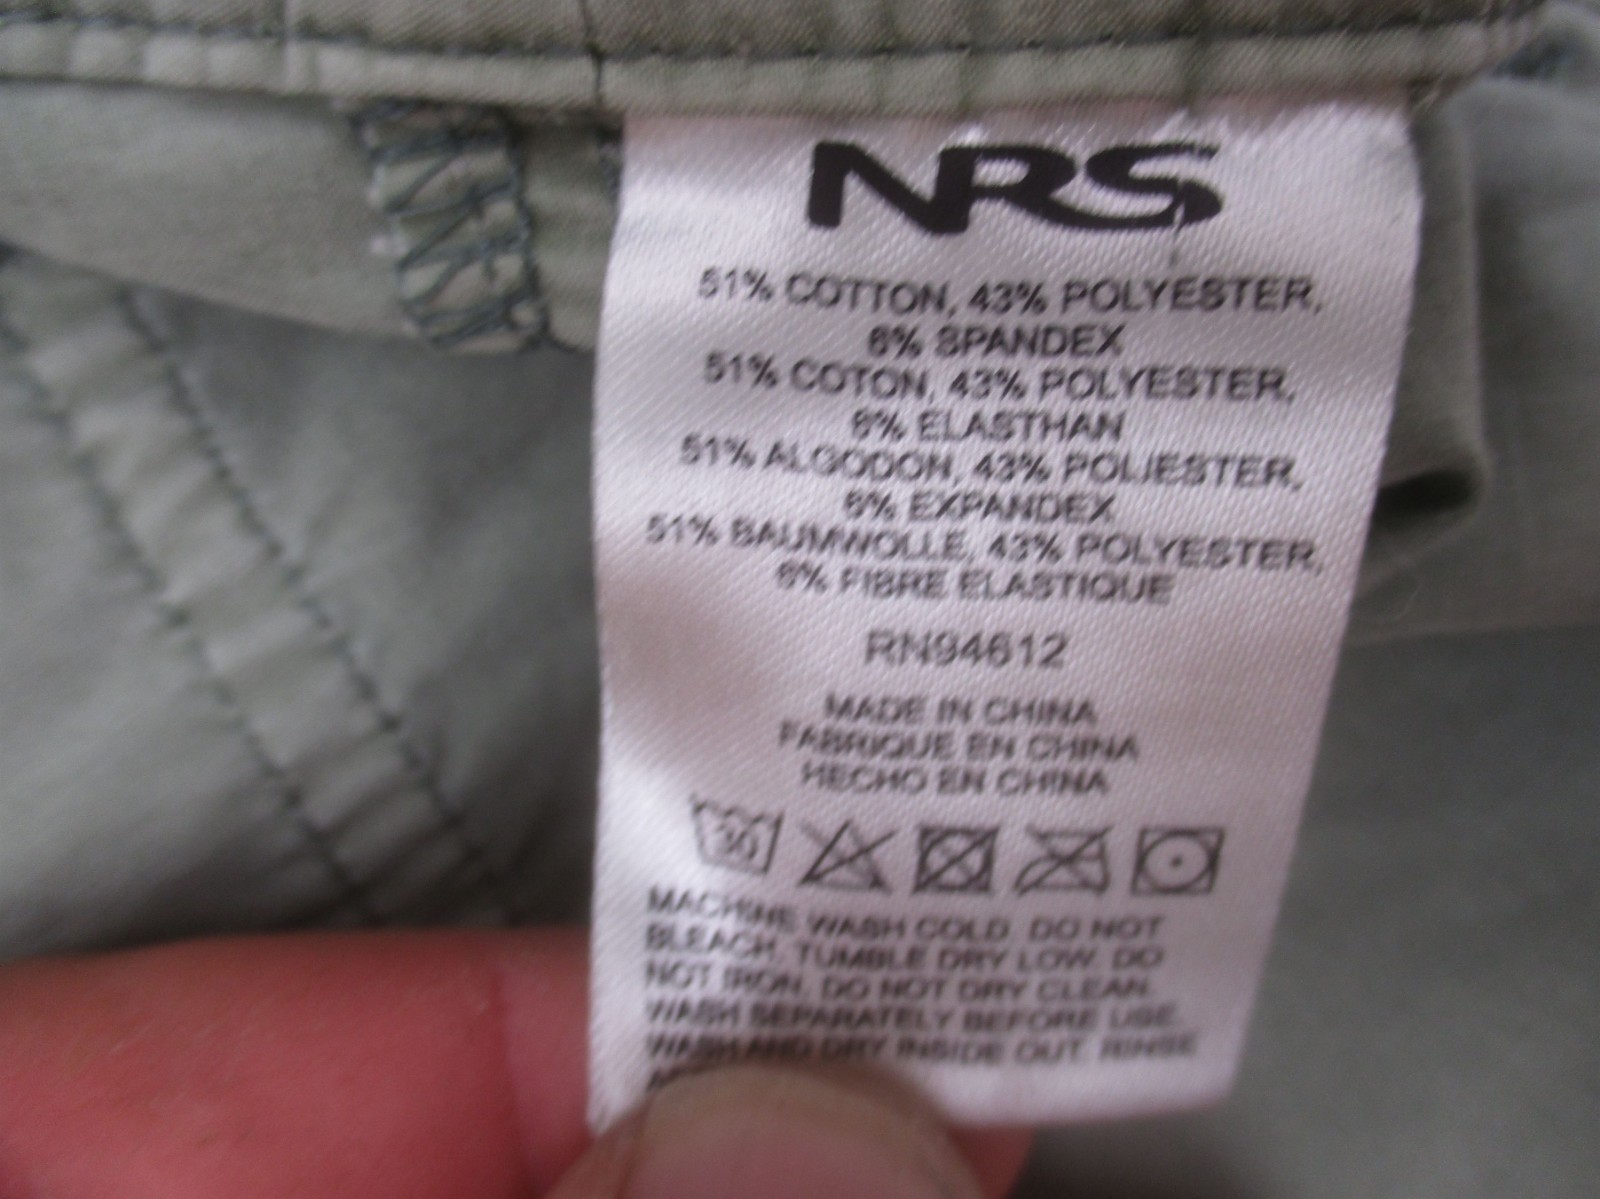 NRS
51% COTTON, 43% POLYESTER,
6% SPANDEX
51% COTON, 43% POLYESTER,
6% ELASTHAN
51% ALGODON, 43% POLIESTER,
6% EXPANDEX
51% BAUMWOLLE, 43% POLYESTER,
6% FIBRE ELASTIQUE
RN94612
MADE IN CHINA
FABRIQUE EN CHINA
HECHO EN CHINA
30
MACHINE WASH COLD. DO NOT
BLEACH. TUMBLE DRY LOW. DO
NOT IRON. DO NOT DRY CLEAN.
WASH SEPARATELY BEFORE USE.
WASH AND DRY INSIDE OUT. RINSE